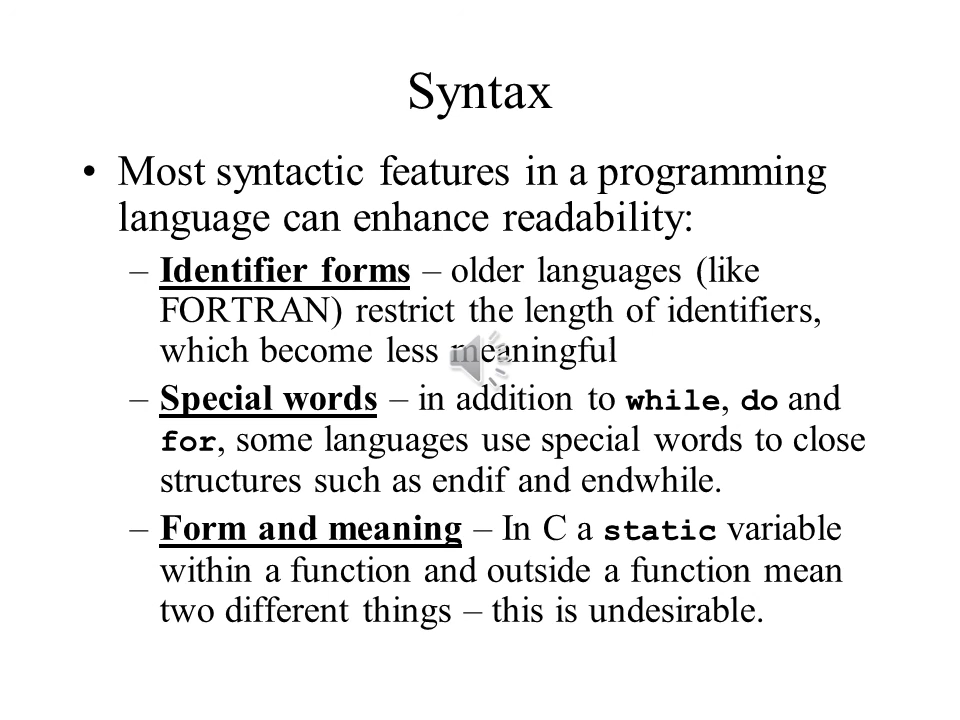 Syntax
• Most syntactic features in a programming
language can enhance readability:
– Identifier forms – older languages (like
FORTRAN) restrict the length of identifiers,
which become less meaningful
– Special words – in addition to while, do and
for, some languages use special words to close
structures such as endif and endwhile.
– Form and meaning – In C a static variable
within a function and outside a function mean
two different things – this is undesirable.